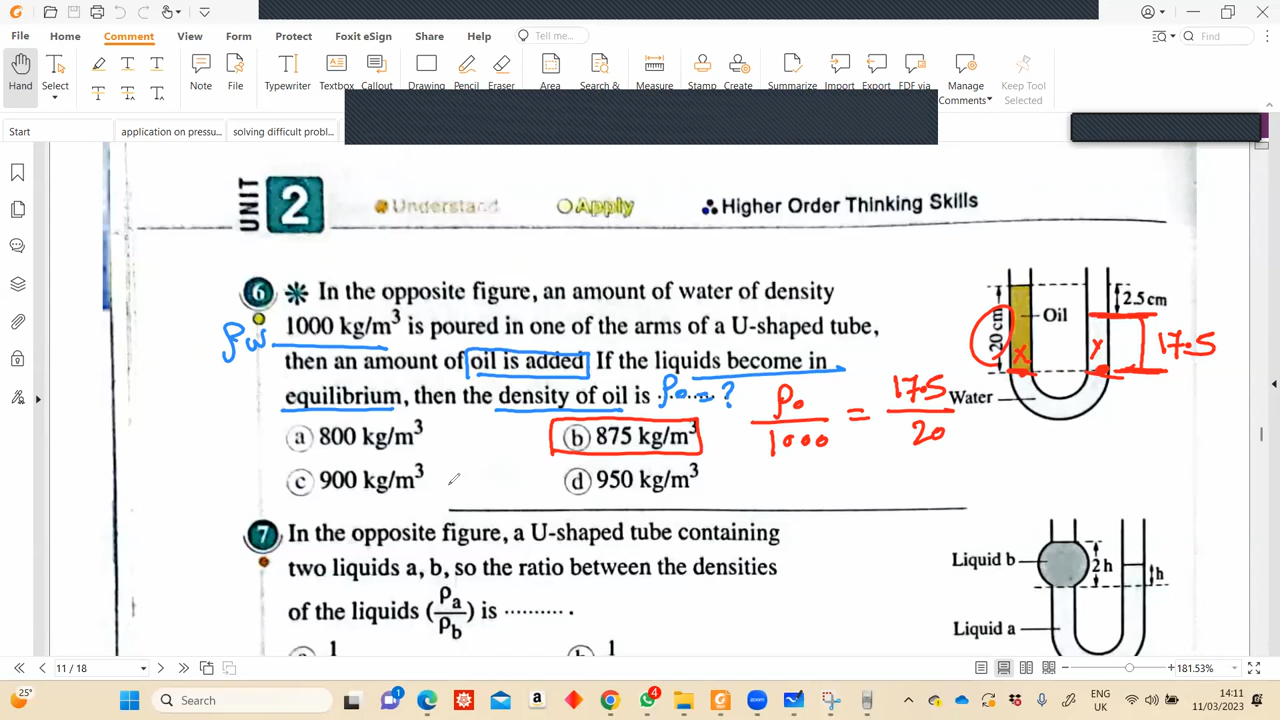 File Home Comment View Form Protect Foxit eSign Share Help Tell me... Find
Hand Select Note File Typewriter Textbox Callout Drawing Pencil Eraser Area Search & Measure Stamp Create Summarize Import Export FDF via Manage Comments Keep Tool Selected
Start application on pressu... solving difficult probl...
UNIT 2 Understand Apply Higher Order Thinking Skills
6 In the opposite figure, an amount of water of density
1000 kg/m³ is poured in one of the arms of a U-shaped tube,
then an amount of oil is added If the liquids become in
equilibrium, then the density of oil is ........
a 800 kg/m³ b 875 kg/m³
c 900 kg/m³ d 950 kg/m³
ρw
ρo = ?
ρo/1000 = 17.5/20
2.5 cm
20 cm
Oil
17.5
x y
Water
7 In the opposite figure, a U-shaped tube containing
two liquids a, b, so the ratio between the densities
of the liquids (ρa/ρb) is .......... .
Liquid b
2h
h
Liquid a
11 / 18
181.53%
25°
Search
1
4
ENG
UK
14:11
11/03/2023